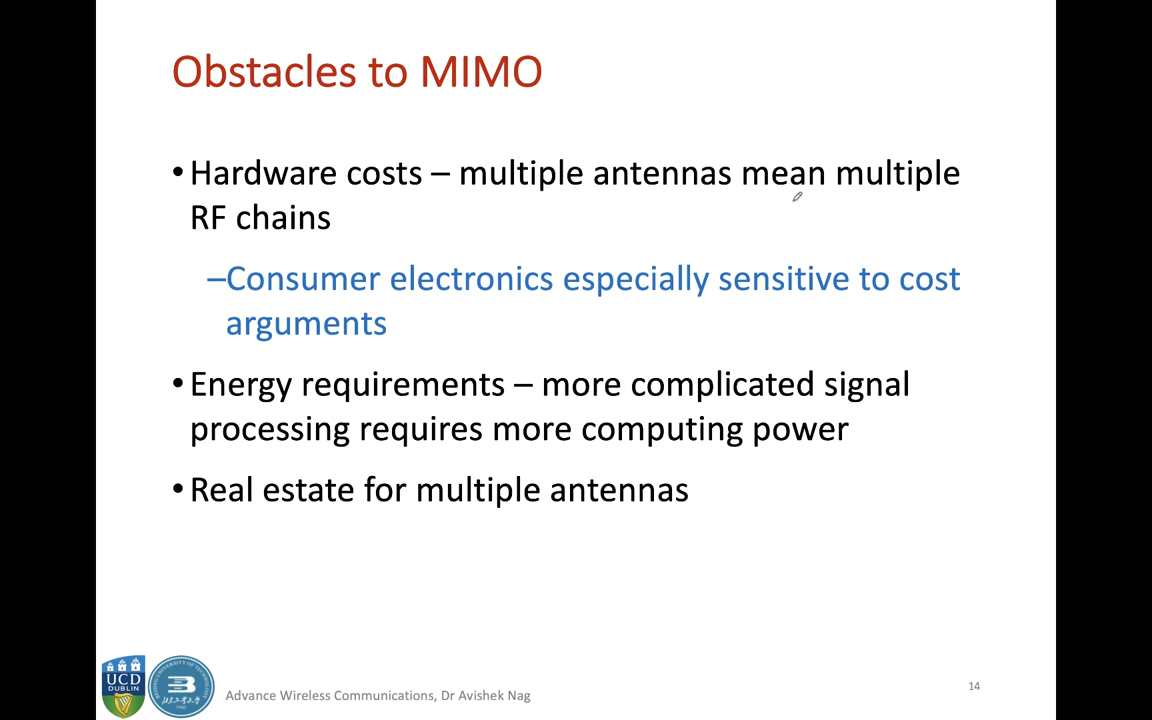 Obstacles to MIMO
• Hardware costs – multiple antennas mean multiple
RF chains
–Consumer electronics especially sensitive to cost
arguments
• Energy requirements – more complicated signal
processing requires more computing power
• Real estate for multiple antennas
UCD
DUBLIN
Advance Wireless Communications, Dr Avishek Nag
14